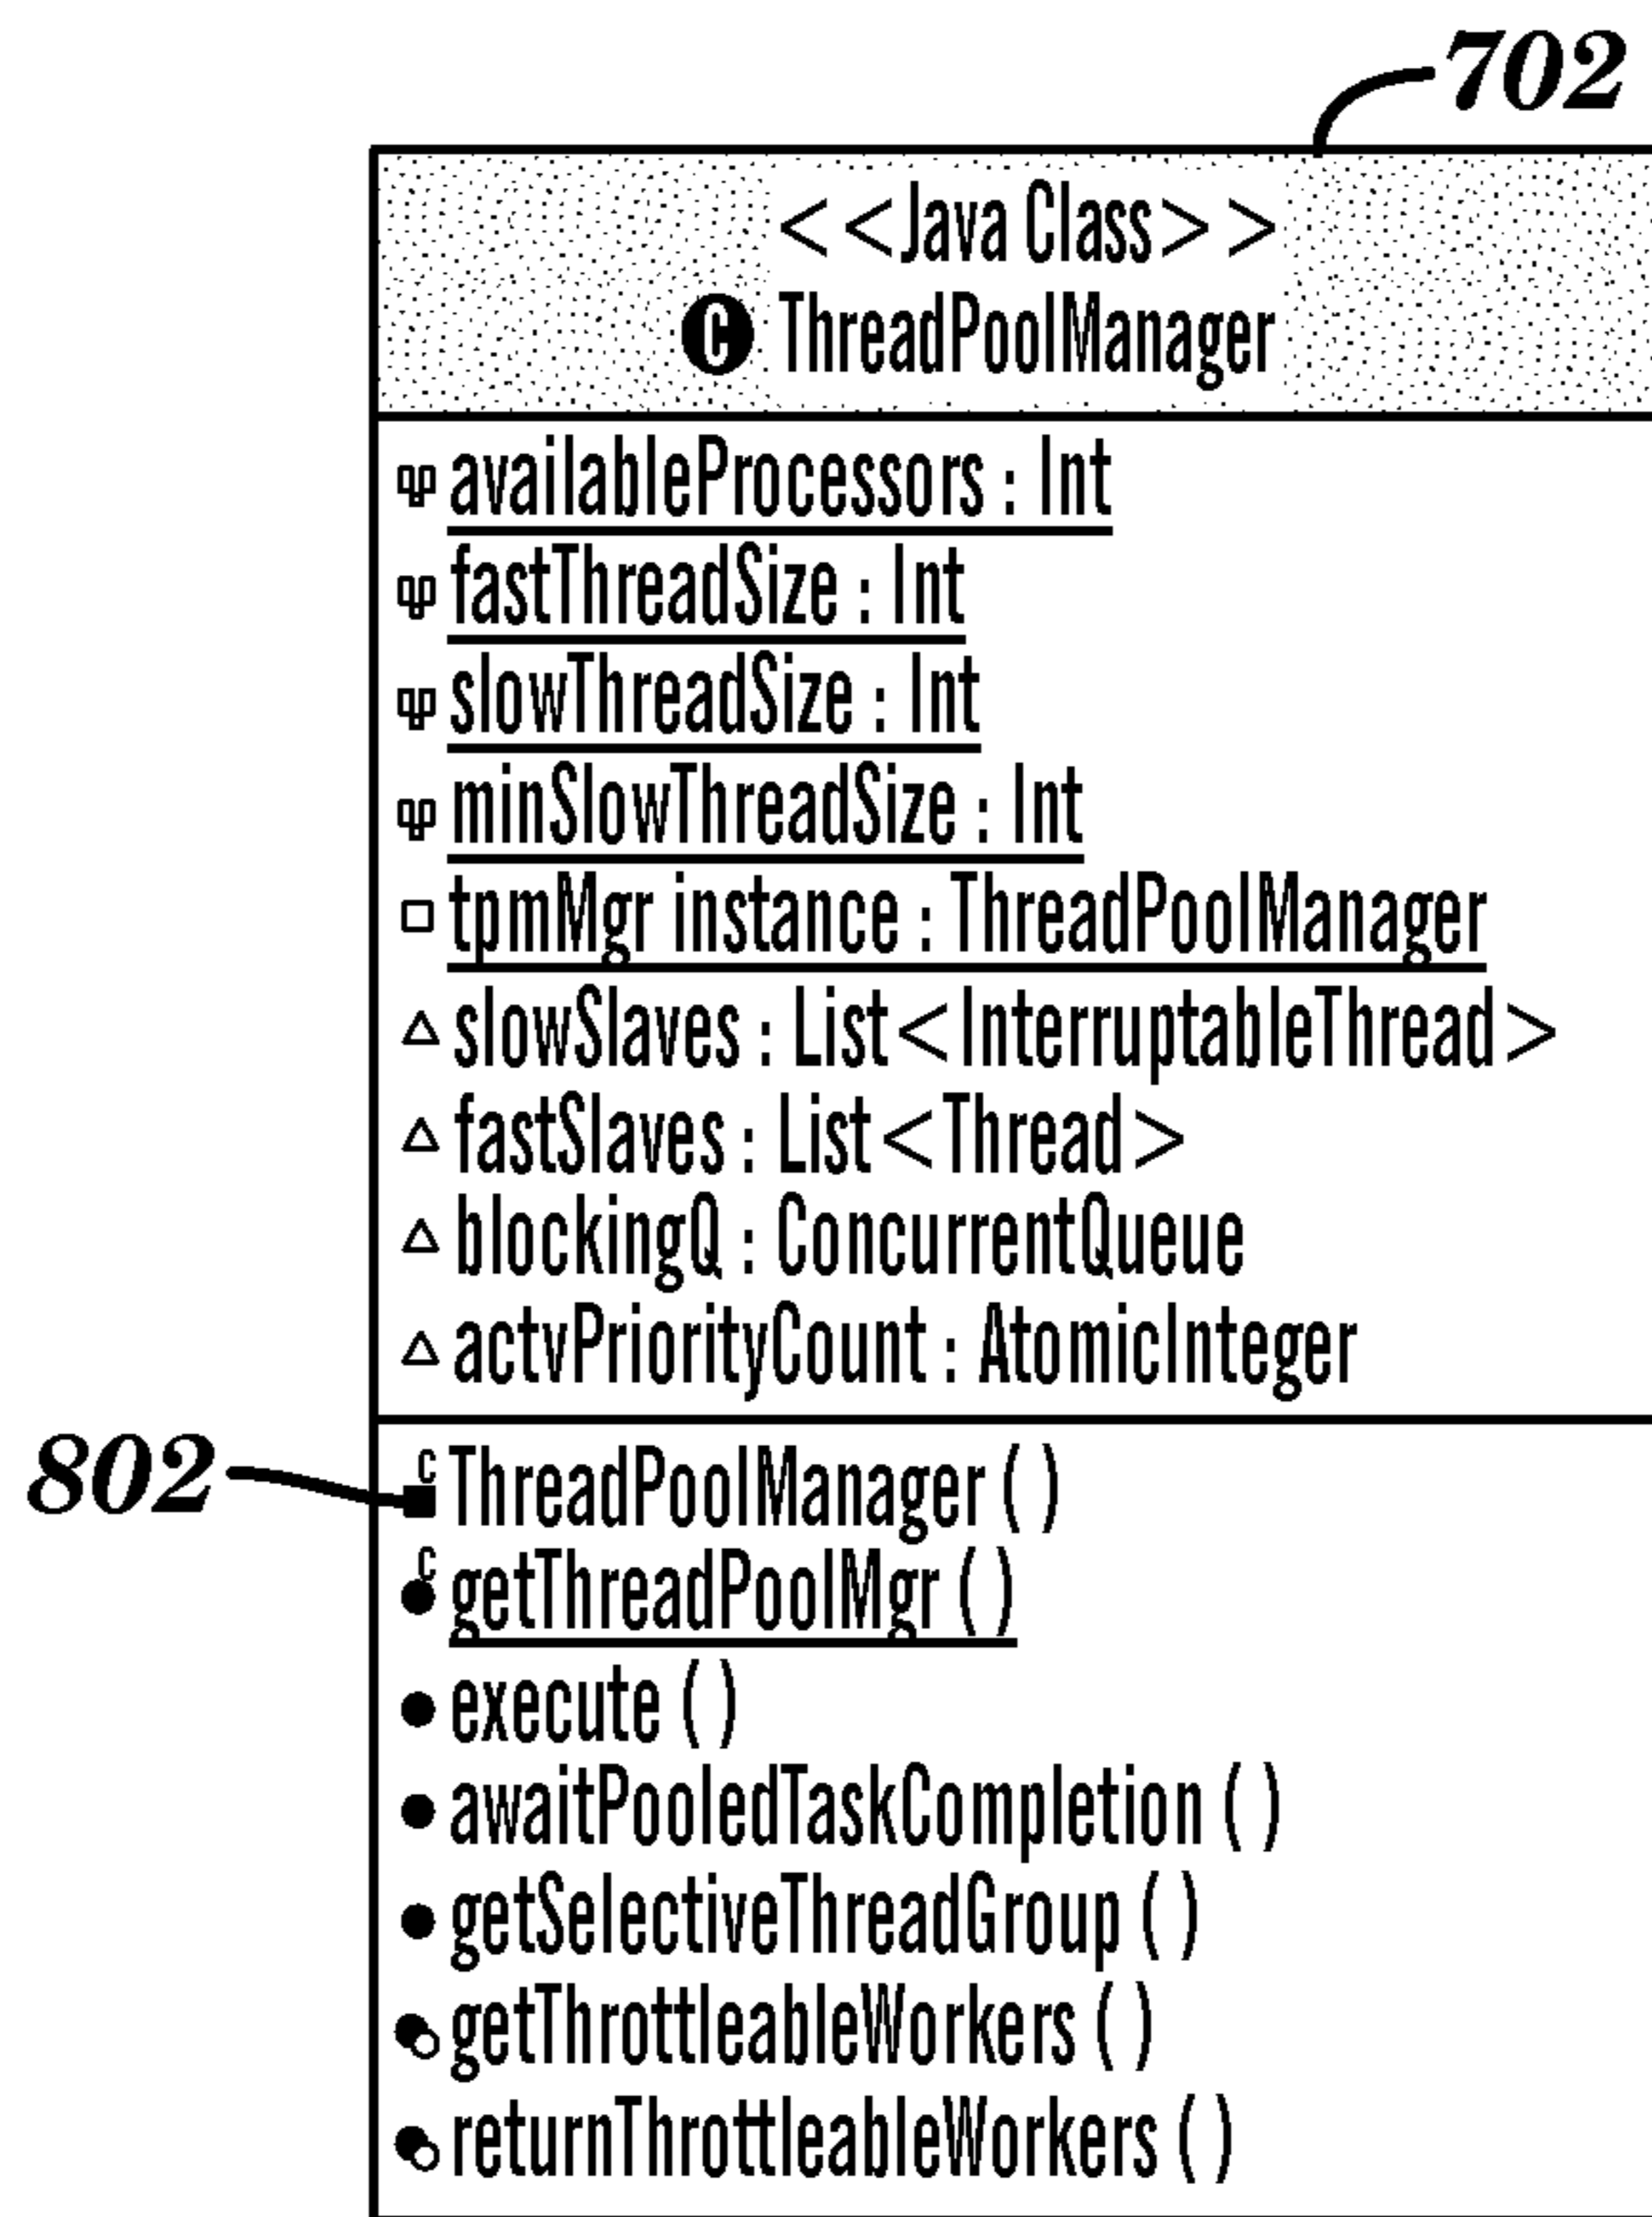 702
<<Java Class>>
C ThreadPoolManager
availableProcessors : Int
fastThreadSize : Int
slowThreadSize : Int
minSlowThreadSize : Int
tpmMgr instance : ThreadPoolManager
slowSlaves : List<InterruptableThread>
fastSlaves : List<Thread>
blockingQ : ConcurrentQueue
actvPriorityCount : AtomicInteger
802 C ThreadPoolManager ( )
C getThreadPoolMgr ( )
execute ( )
awaitPooledTaskCompletion ( )
getSelectiveThreadGroup ( )
getThrottleableWorkers ( )
returnThrottleableWorkers ( )